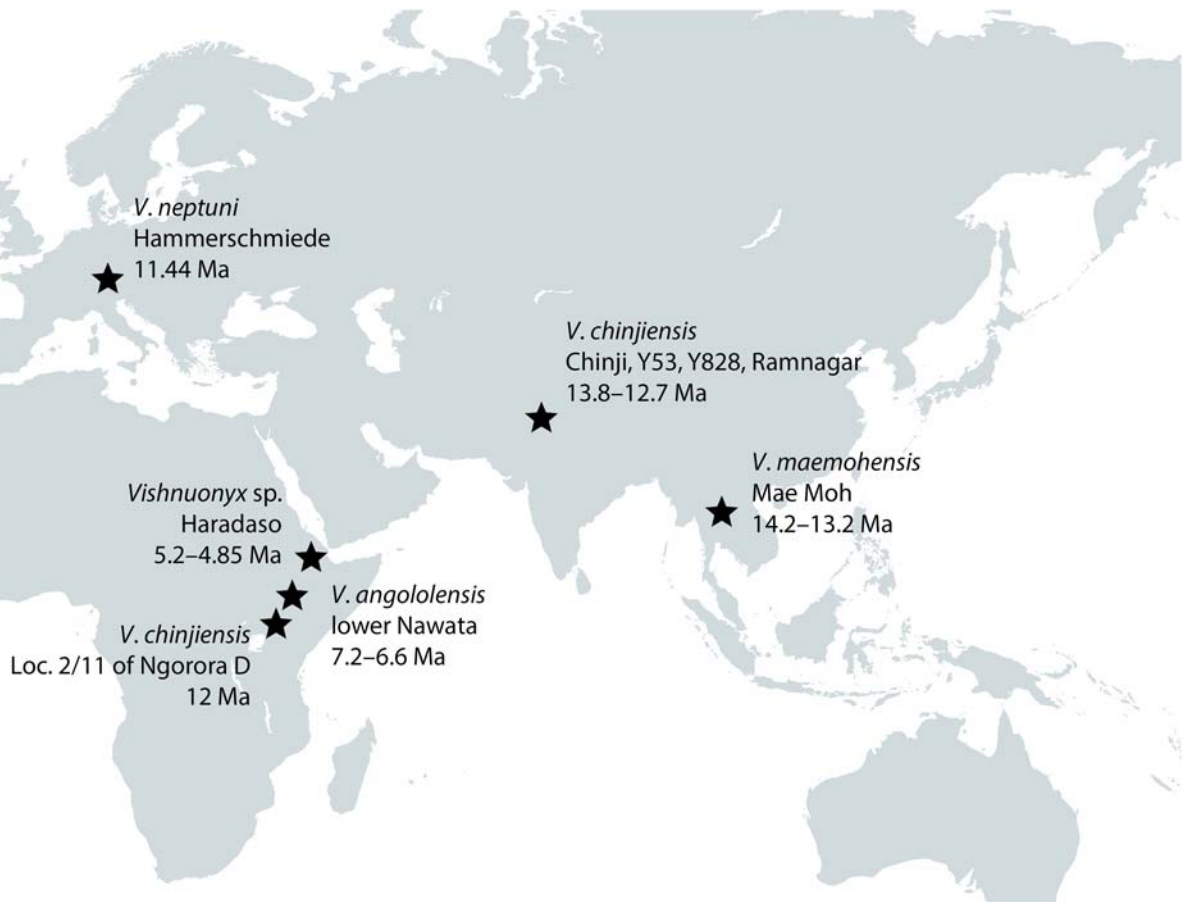 V. neptuni
Hammerschmiede
11.44 Ma
V. chinjiensis
Chinji, Y53, Y828, Ramnagar
13.8–12.7 Ma
V. maemohensis
Mae Moh
14.2–13.2 Ma
Vishnuonyx sp.
Haradaso
5.2–4.85 Ma
V. angololensis
lower Nawata
7.2–6.6 Ma
V. chinjiensis
Loc. 2/11 of Ngorora D
12 Ma